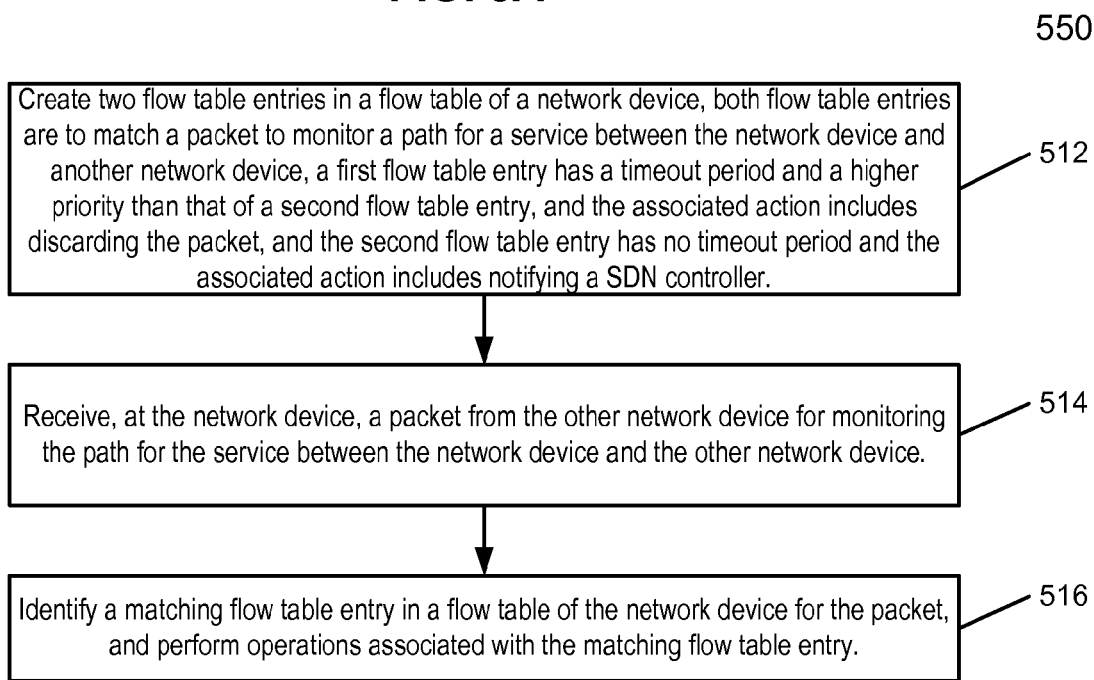 550
Create two flow table entries in a flow table of a network device, both flow table entries
are to match a packet to monitor a path for a service between the network device and
another network device, a first flow table entry has a timeout period and a higher
priority than that of a second flow table entry, and the associated action includes
discarding the packet, and the second flow table entry has no timeout period and the
associated action includes notifying a SDN controller.
512
Receive, at the network device, a packet from the other network device for monitoring
the path for the service between the network device and the other network device.
514
Identify a matching flow table entry in a flow table of the network device for the packet,
and perform operations associated with the matching flow table entry.
516